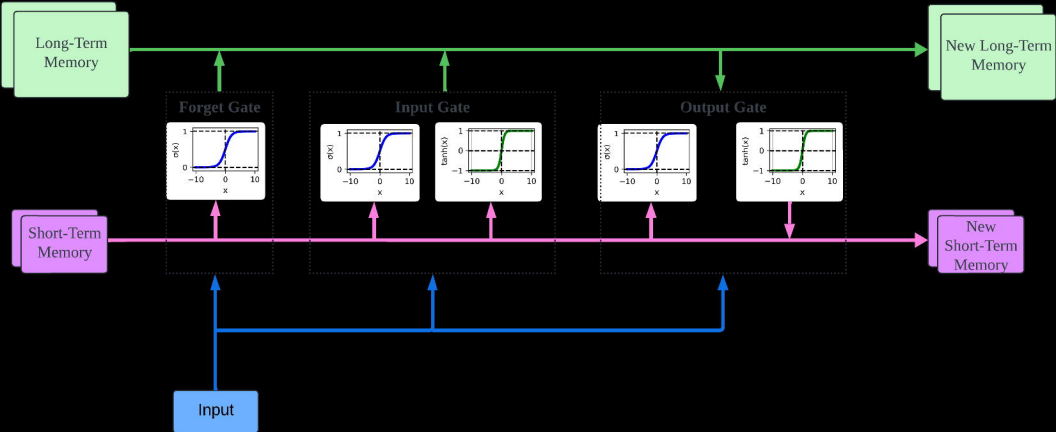 Long-Term
Memory
New Long-Term
Memory
Forget Gate
Input Gate
Output Gate
1
σ(x)
0
−10 0 10
x
1
σ(x)
0
−10 0 10
x
1
tanh(x)
0
−1
−10 0 10
x
1
σ(x)
0
−10 0 10
x
1
tanh(x)
0
−1
−10 0 10
x
Short-Term
Memory
New
Short-Term
Memory
Input